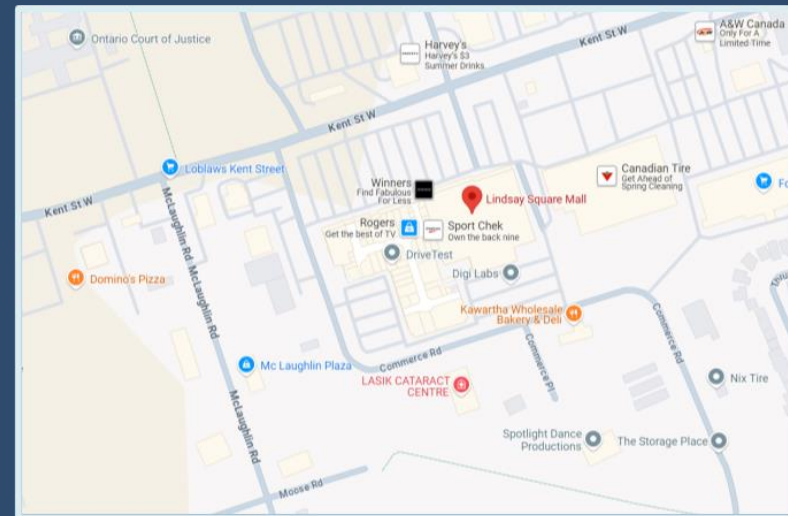 A&W Canada
Only For A
Limited Time
Ontario Court of Justice
Harvey's
Harvey's $3
Summer Drinks
Kent St W
Kent St W
Loblaws Kent Street
Canadian Tire
Get Ahead of
Spring Cleaning
Winners
Find Fabulous
For Less
Lindsay Square Mall
Fo
Kent St W
McLaughlin Rd
McLaughlin Rd
Rogers
Get the best of TV
Sport Chek
Own the back nine
DriveTest
Digi Labs
Domino's Pizza
Kawartha Wholesale
Bakery & Deli
Commerce Rd
Commerce Pl
Commerce Rd
Mc Laughlin Plaza
LASIK CATARACT
CENTRE
Nix Tire
McLaughlin Rd
Spotlight Dance
Productions
The Storage Place
Moose Rd